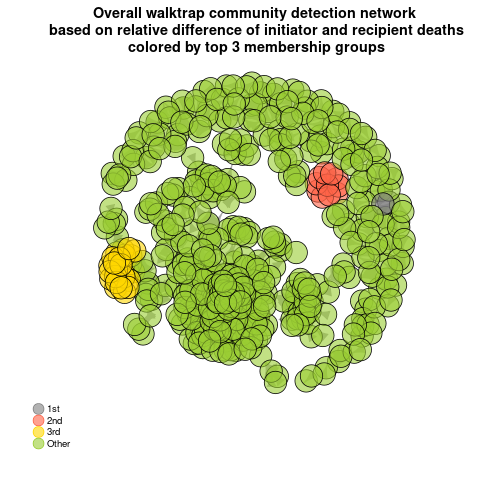 Overall walktrap community detection network
based on relative difference of initiator and recipient deaths
colored by top 3 membership groups
1st
2nd
3rd
Other